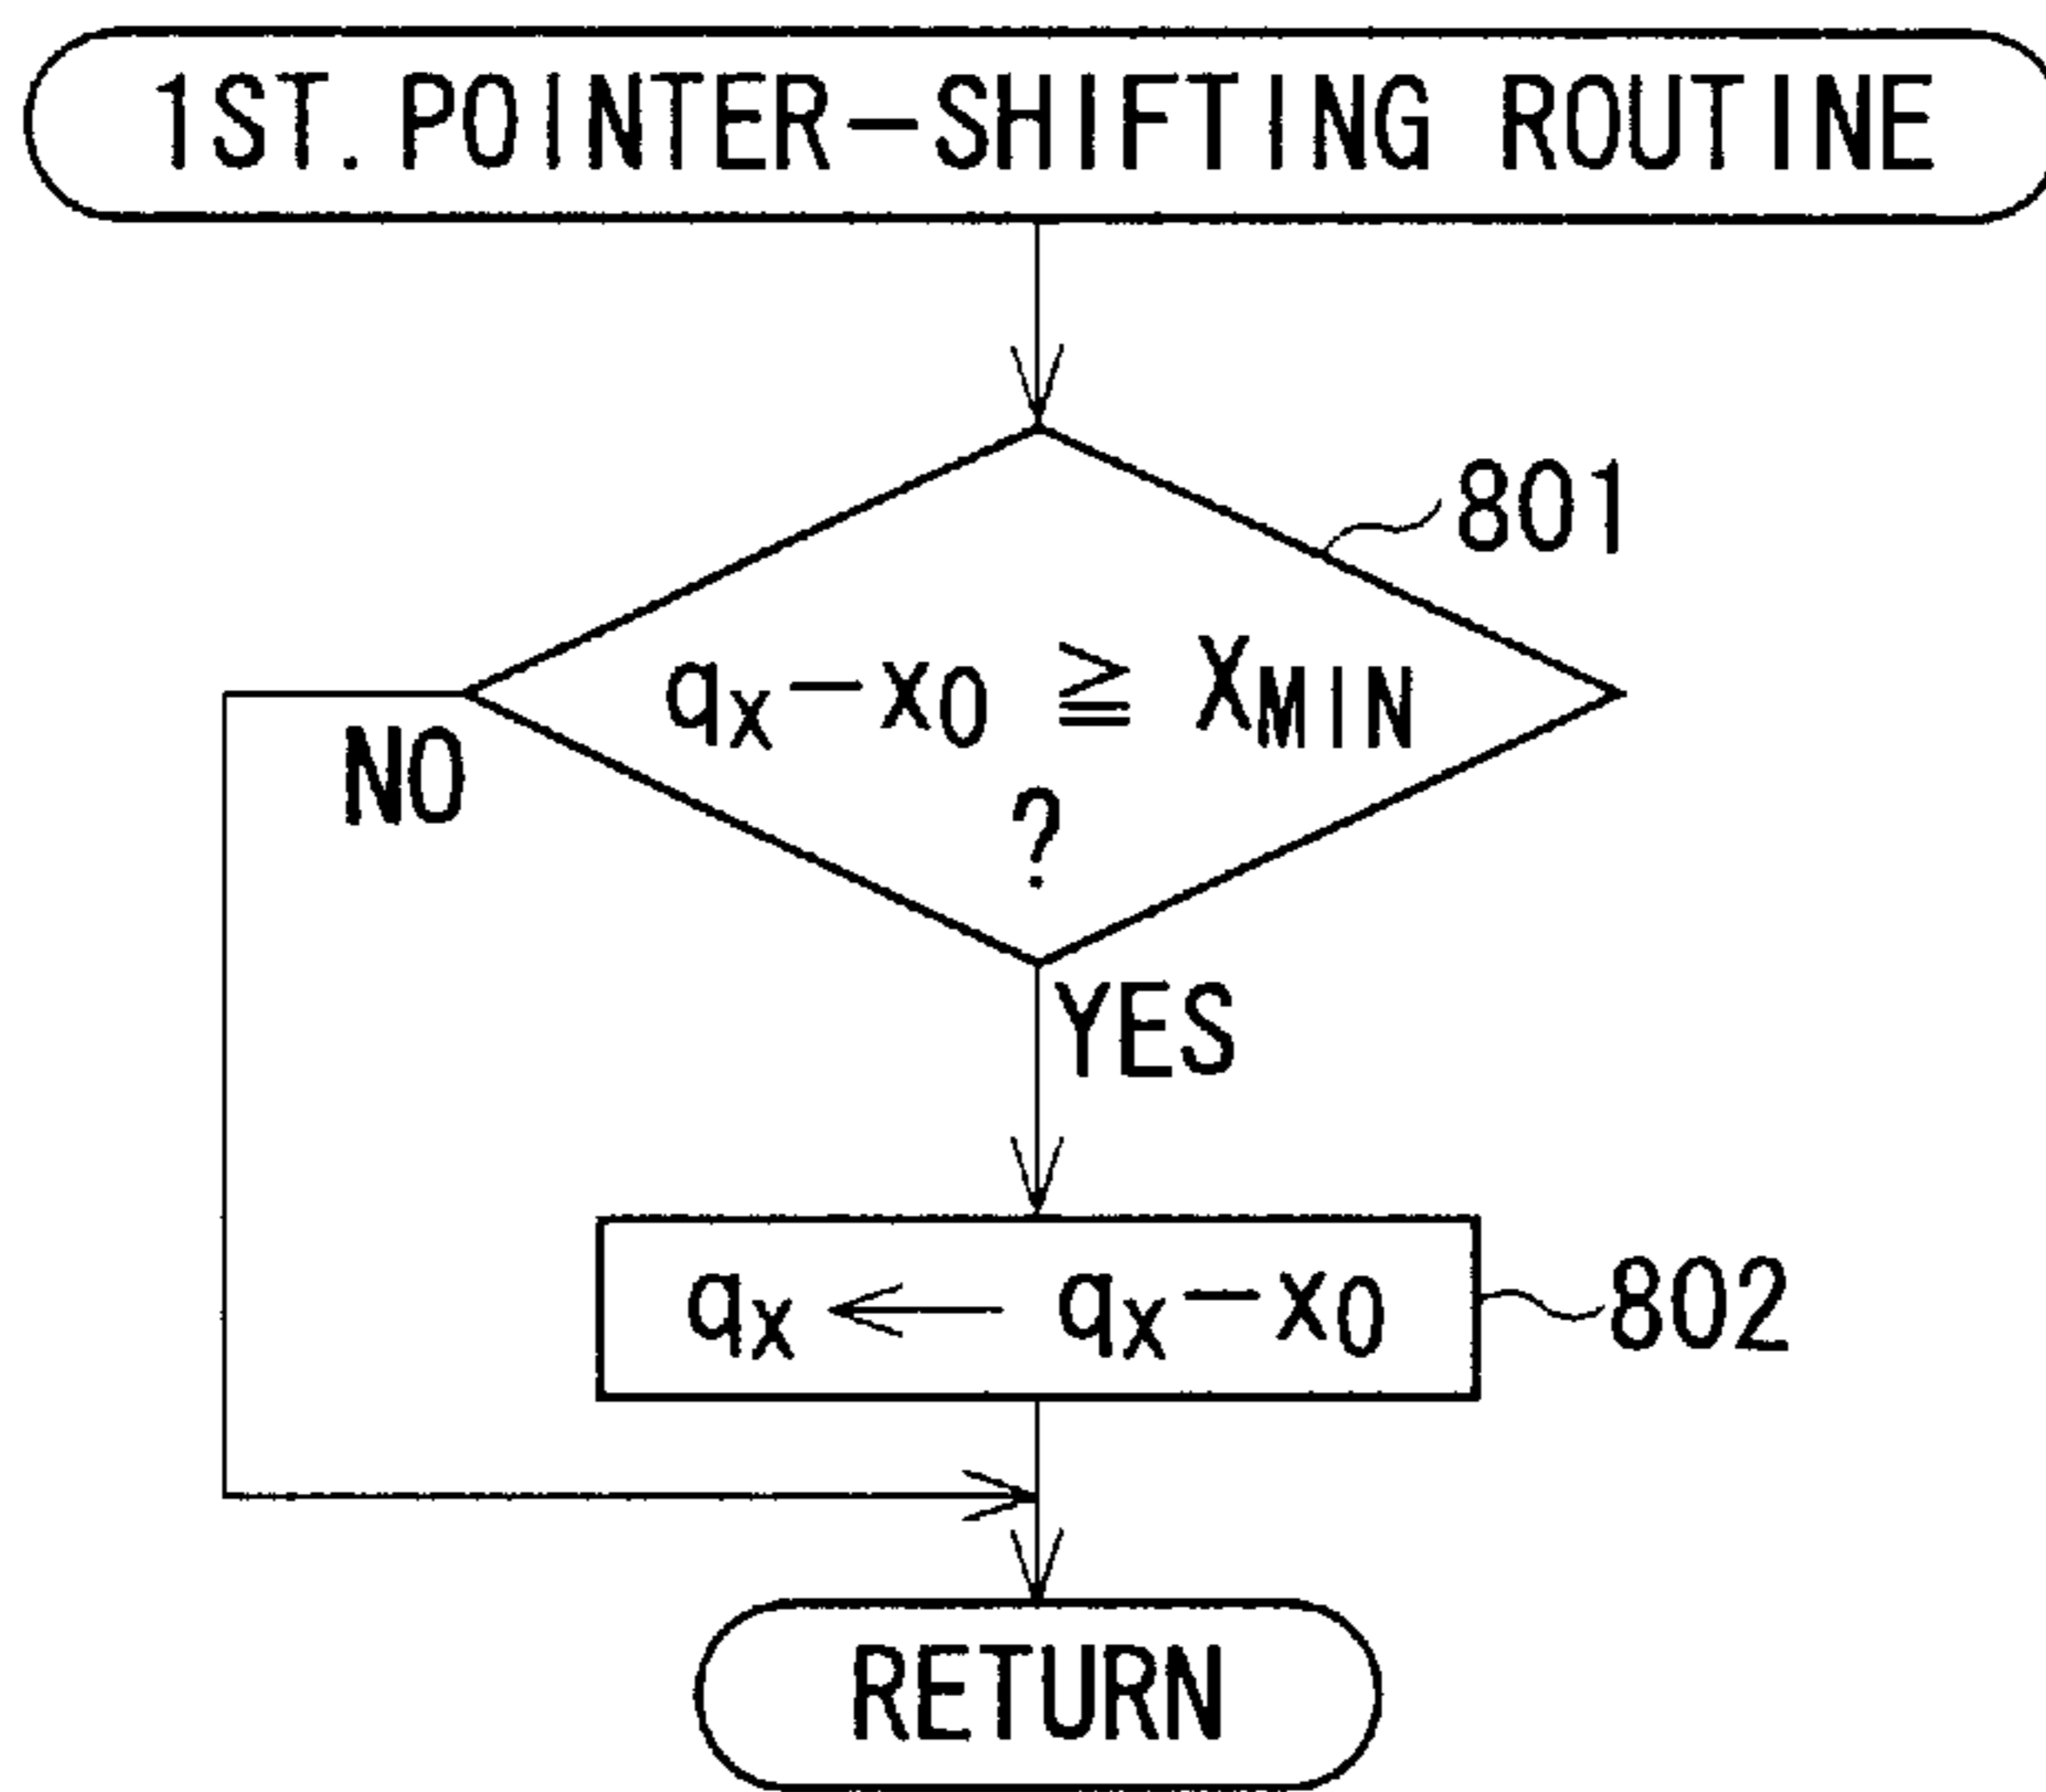 1ST. POINTER-SHIFTING ROUTINE
801
qx-x0 ≧ XMIN
?
NO
YES
qx ← qx-x0
802
RETURN